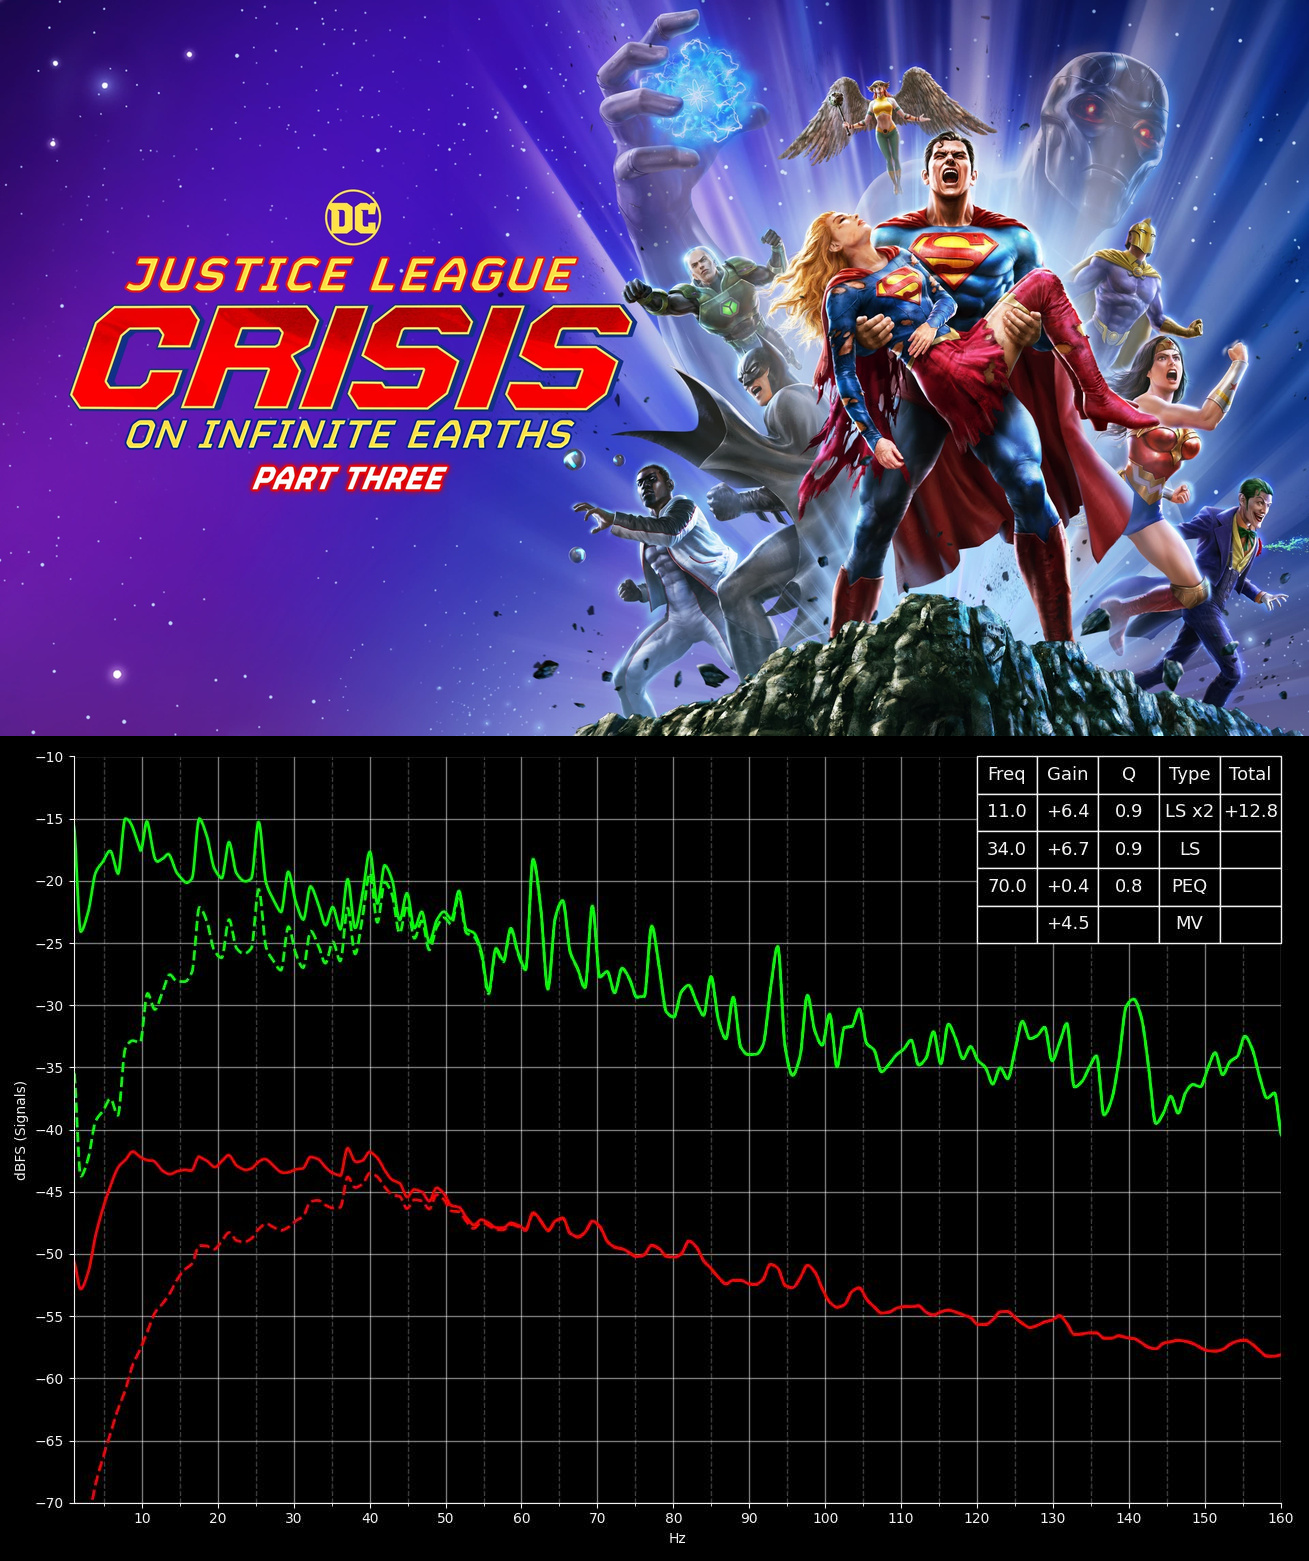 DC
JUSTICE LEAGUE
CRISIS
ON INFINITE EARTHS
PART THREE
Freq Gain Q Type Total
11.0 +6.4 0.9 LS x2 +12.8
34.0 +6.7 0.9 LS
70.0 +0.4 0.8 PEQ
+4.5 MV
−10
−15
−20
−25
−30
−35
−40
−45
−50
−55
−60
−65
−70
dBFS (Signals)
10 20 30 40 50 60 70 80 90 100 110 120 130 140 150 160
Hz